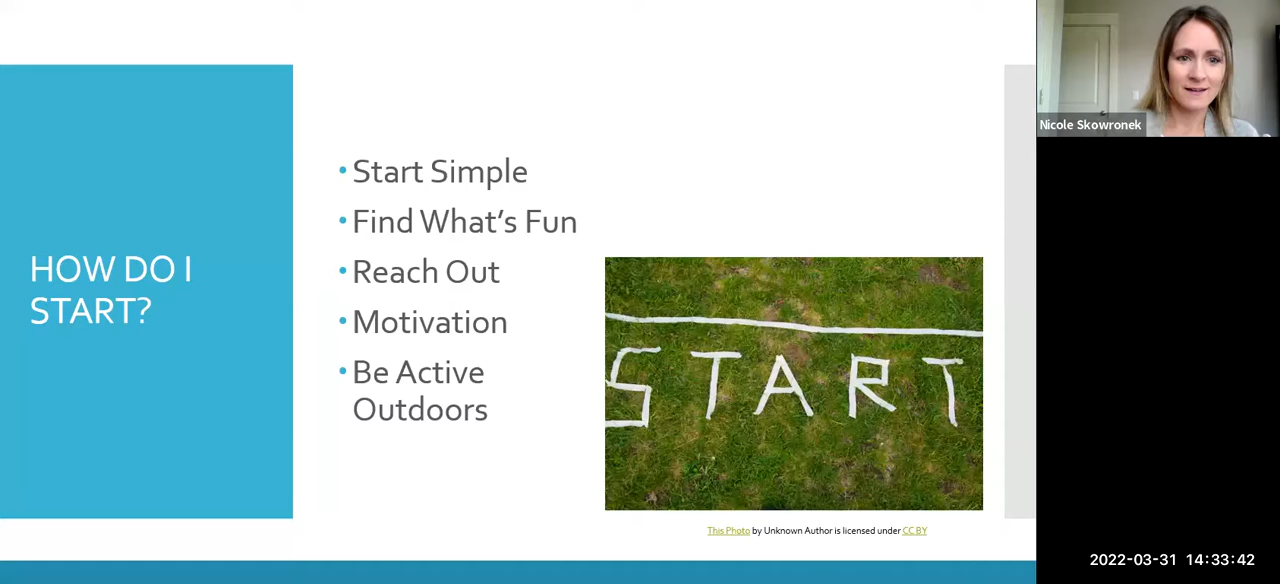 HOW DO I
START?
• Start Simple
• Find What’s Fun
• Reach Out
• Motivation
• Be Active
Outdoors
START
This Photo by Unknown Author is licensed under CC BY
Nicole Skowronek
2022-03-31 14:33:42